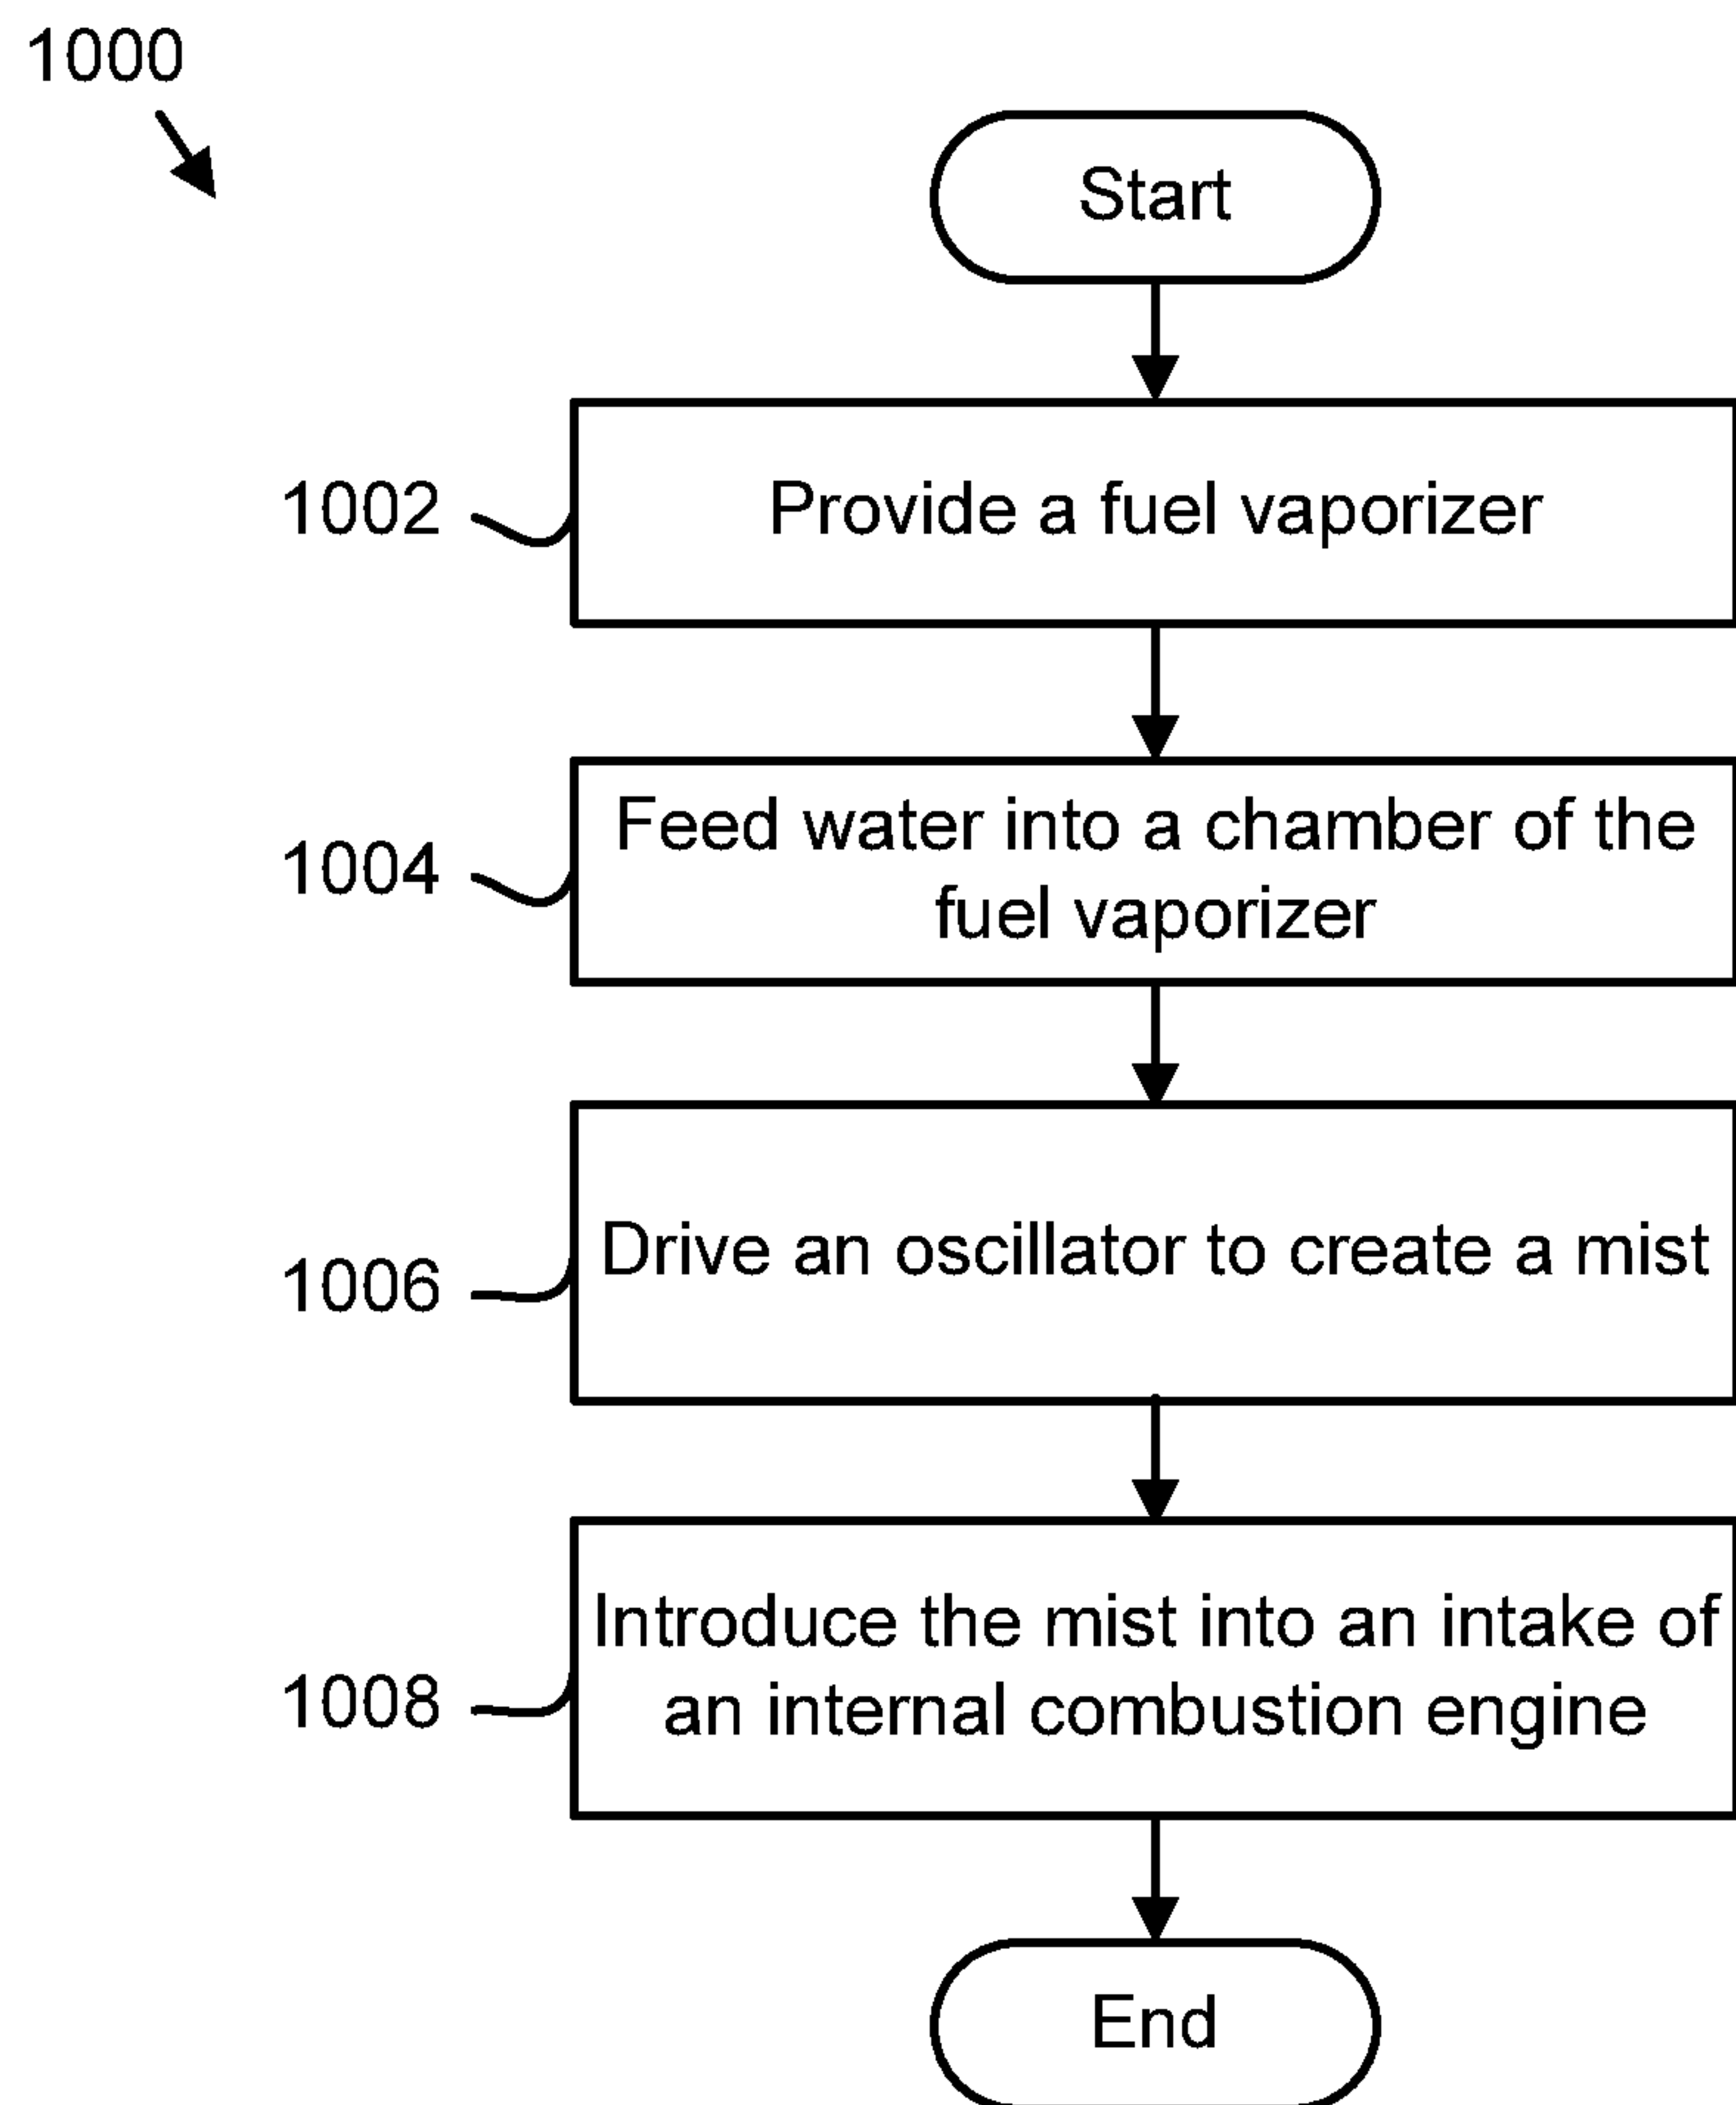 1000
Start
1002
Provide a fuel vaporizer
1004
Feed water into a chamber of the
fuel vaporizer
1006
Drive an oscillator to create a mist
1008
Introduce the mist into an intake of
an internal combustion engine
End